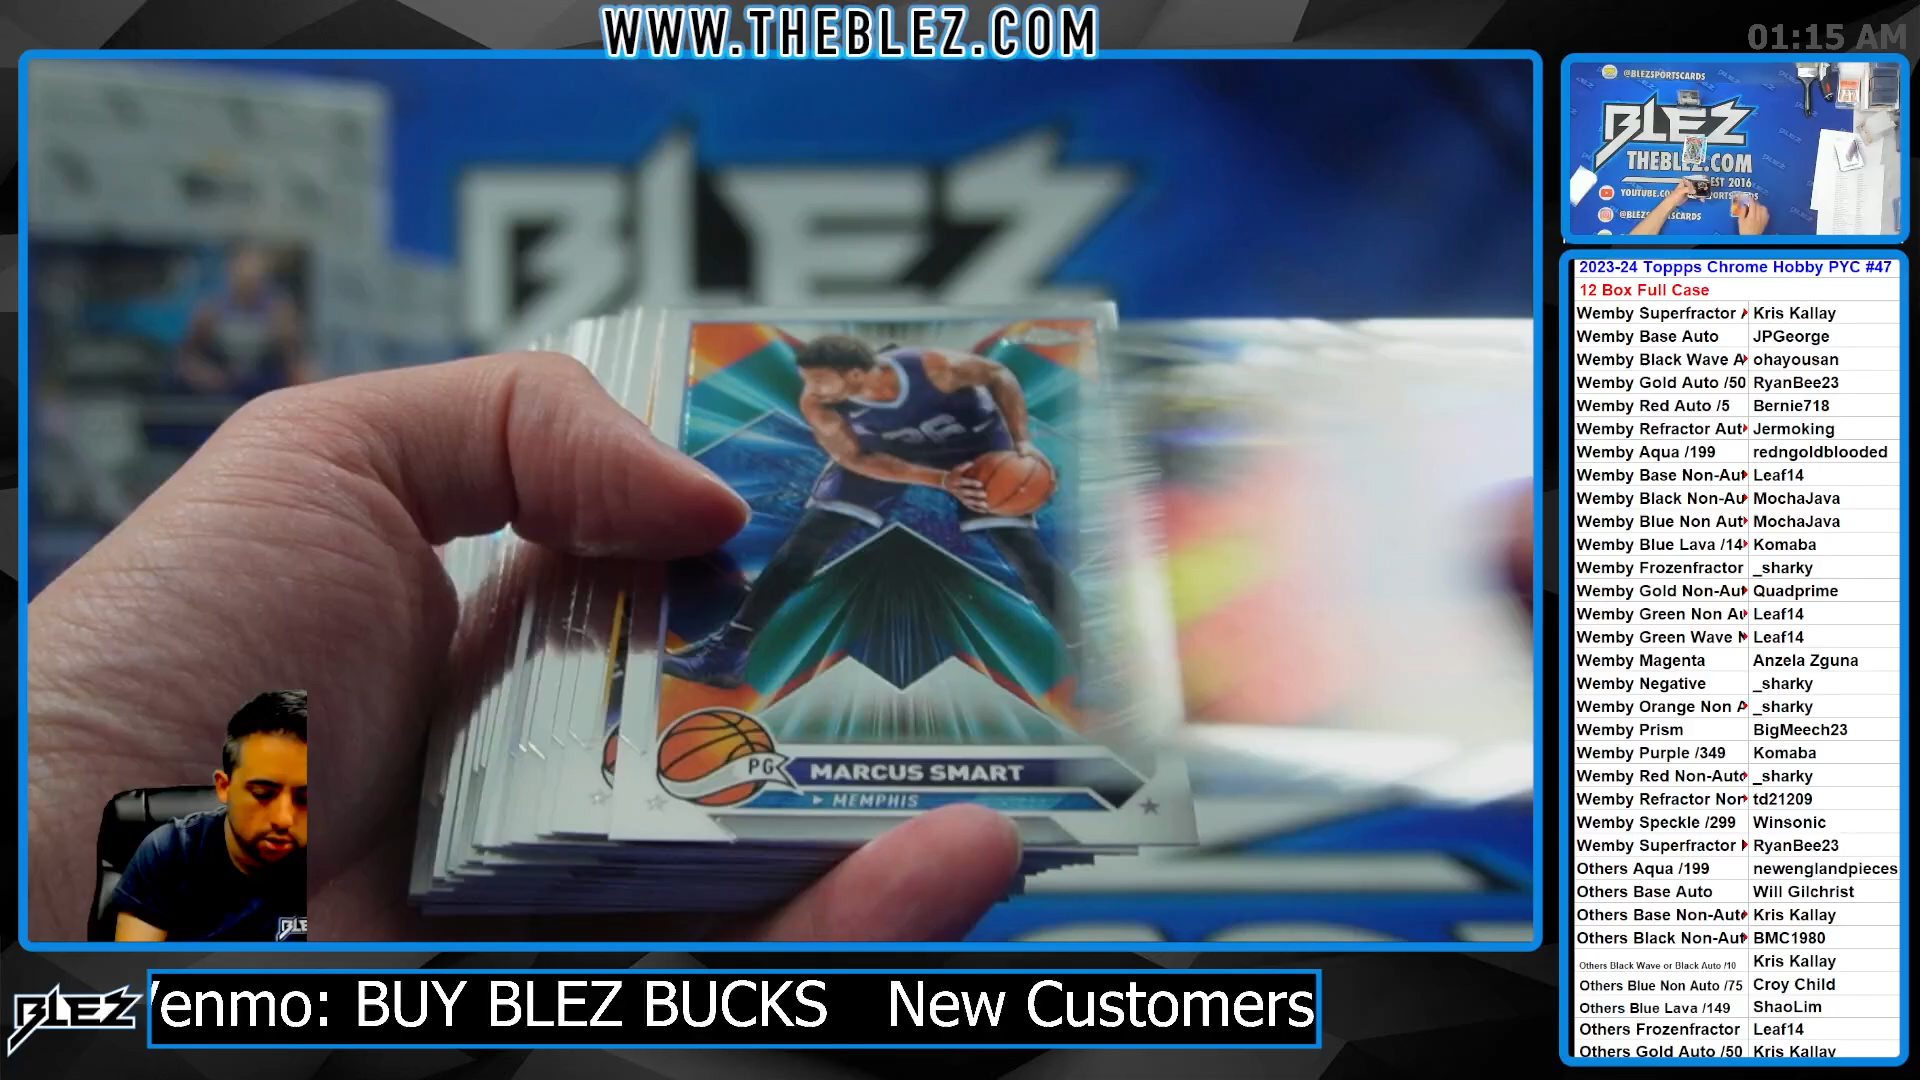 WWW.THEBLEZ.COM
01:15 AM
BLEZ
@BLEZSPORTSCARDS
BLEZ
THEBLEZ.COM
EST 2016
@BLEZSPORTSCARDS
PG
MARCUS SMART
MEMPHIS
2023-24 Toppps Chrome Hobby PYC #47
12 Box Full Case
Wemby Superfractor Kris Kallay
Wemby Base Auto JPGeorge
Wemby Black Wave A ohayousan
Wemby Gold Auto /50 RyanBee23
Wemby Red Auto /5 Bernie718
Wemby Refractor Aut Jermoking
Wemby Aqua /199 redngoldblooded
Wemby Base Non-Aut Leaf14
Wemby Black Non-Au MochaJava
Wemby Blue Non Aut MochaJava
Wemby Blue Lava /14 Komaba
Wemby Frozenfractor _sharky
Wemby Gold Non-Aut Quadprime
Wemby Green Non Au Leaf14
Wemby Green Wave N Leaf14
Wemby Magenta Anzela Zguna
Wemby Negative _sharky
Wemby Orange Non A _sharky
Wemby Prism BigMeech23
Wemby Purple /349 Komaba
Wemby Red Non-Auto _sharky
Wemby Refractor Non td21209
Wemby Speckle /299 Winsonic
Wemby Superfractor RyanBee23
Others Aqua /199 newenglandpieces
Others Base Auto Will Gilchrist
Others Base Non-Auto Kris Kallay
Others Black Non-Aut BMC1980
Others Black Wave or Black Auto /10 Kris Kallay
Others Blue Non Auto /75 Croy Child
Others Blue Lava /149 ShaoLim
Others Frozenfractor Leaf14
Others Gold Auto /50 Kris Kallay
BLEZ
Venmo: BUY BLEZ BUCKS New Customers